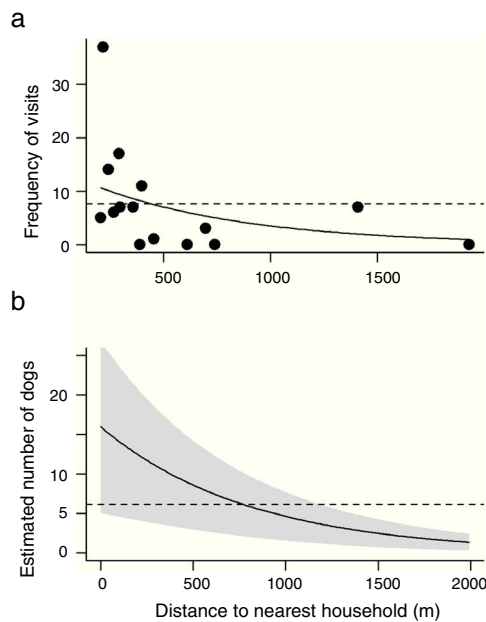 a
Frequency of visits
30
20
10
0
500 1000 1500
b
Estimated number of dogs
20
10
5
0
0 500 1000 1500 2000
Distance to nearest household (m)